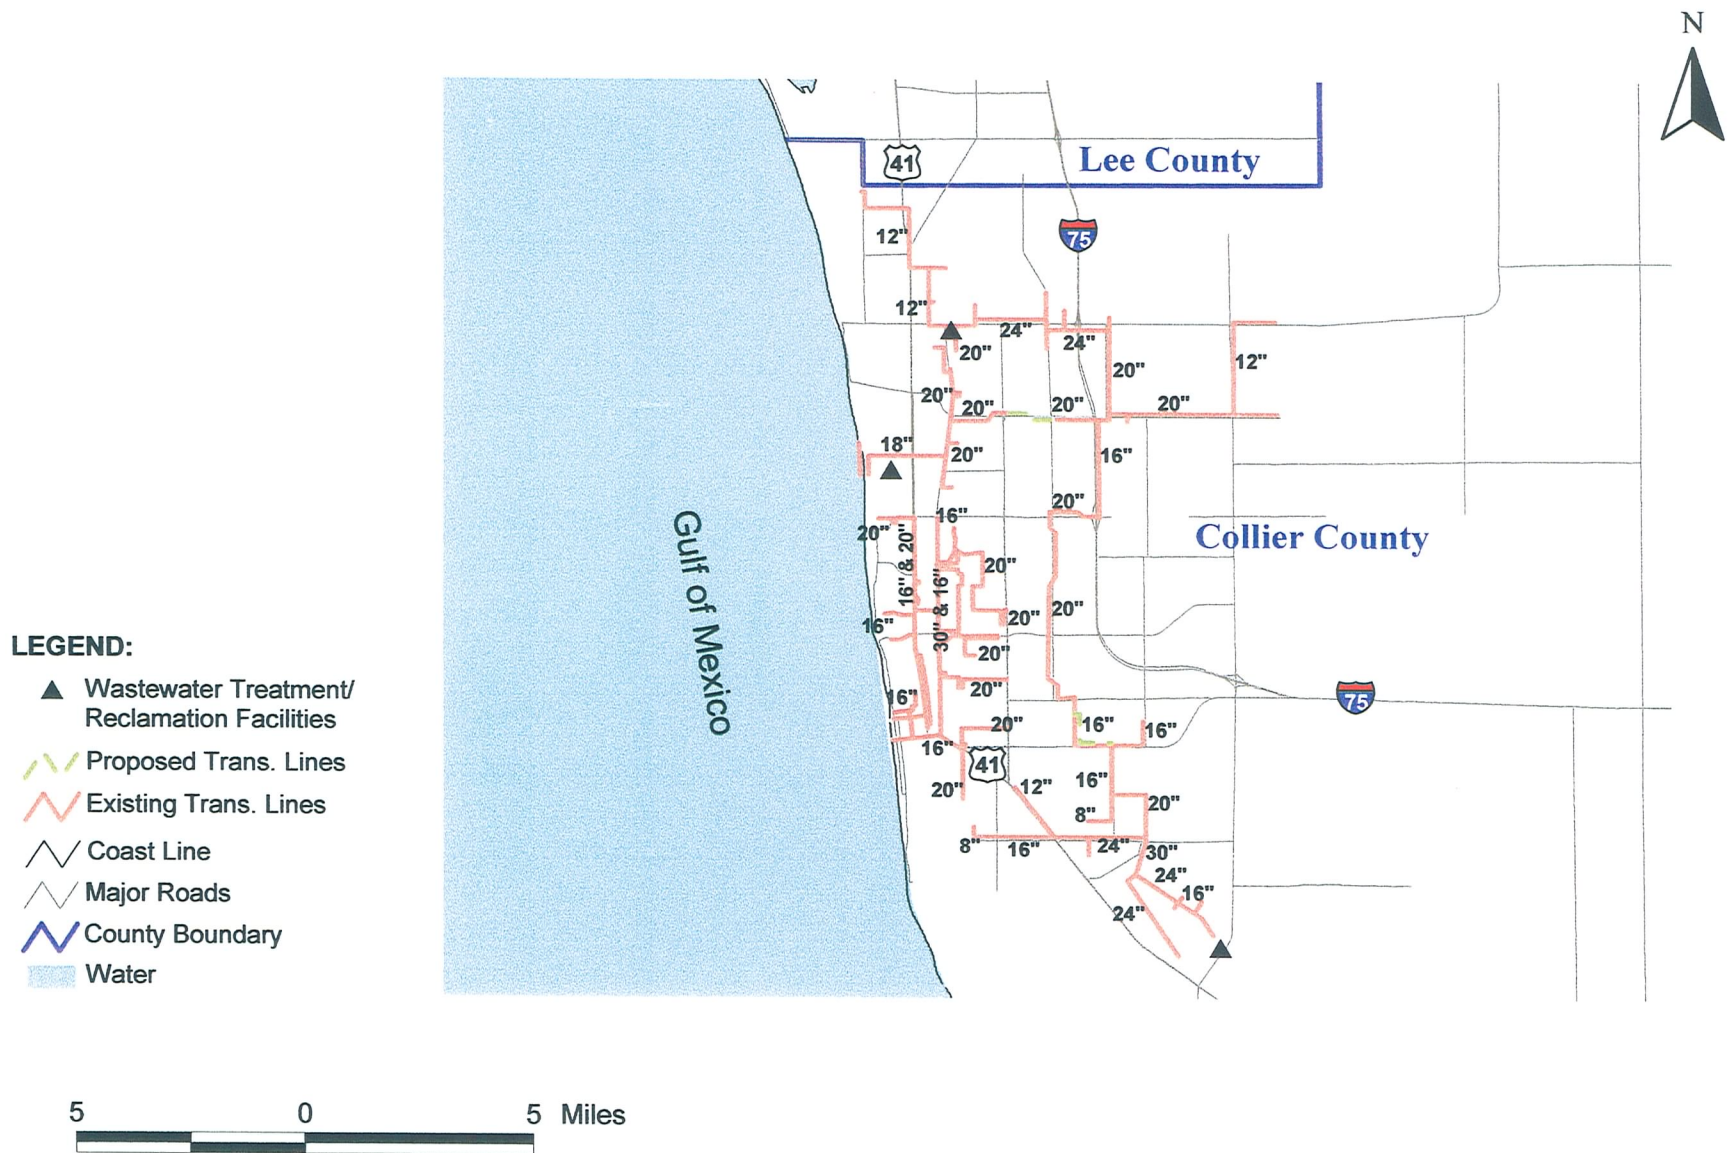 N
41
Lee County
75
12"
12"
24"
24"
20"
20"
12"
20"
20"
20"
20"
18"
20"
16"
20"
16"
20"
16" & 20"
Collier County
20"
Gulf of Mexico
30" & 16"
20"
20"
16"
20"
20"
16"
75
20"
16"
16"
16"
41
20"
12"
16"
20"
8"
8"
16"
24"
30"
24"
16"
24"
LEGEND:
Wastewater Treatment/
Reclamation Facilities
Proposed Trans. Lines
Existing Trans. Lines
Coast Line
Major Roads
County Boundary
Water
5 0 5 Miles